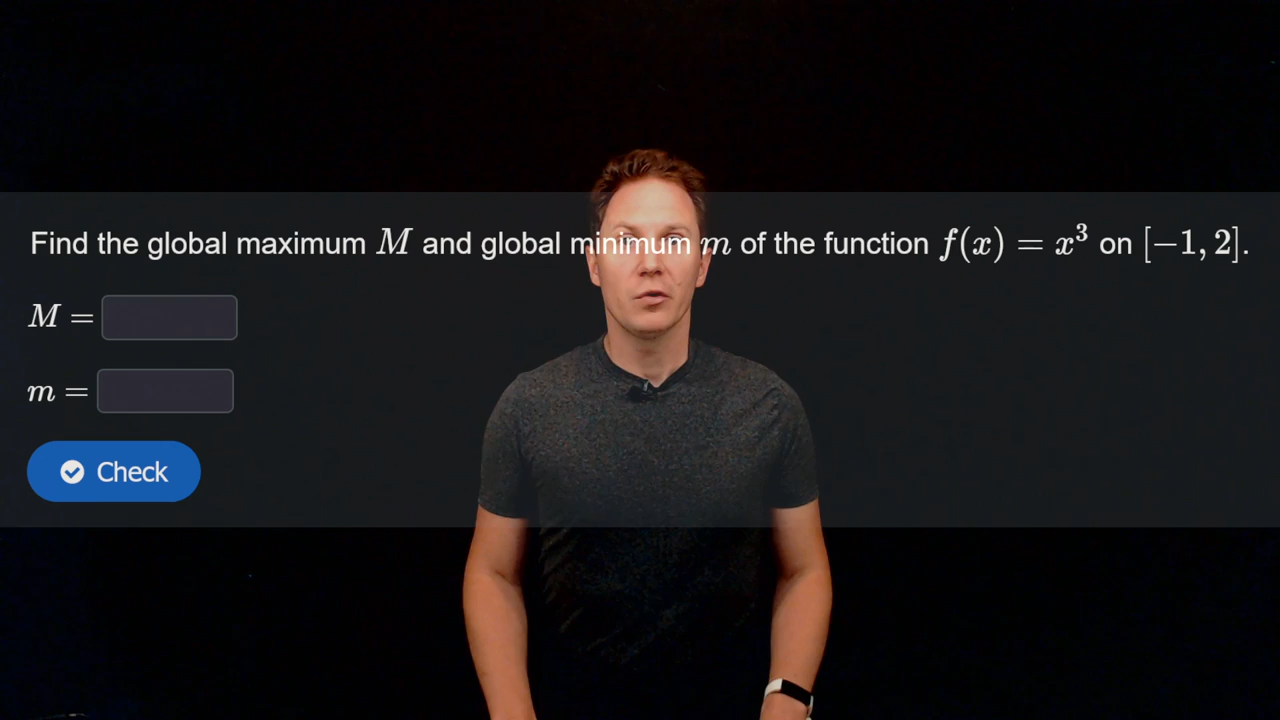 Find the global maximum M and global minimum m of the function f(x) = x³ on [−1, 2].
M =
m =
Check